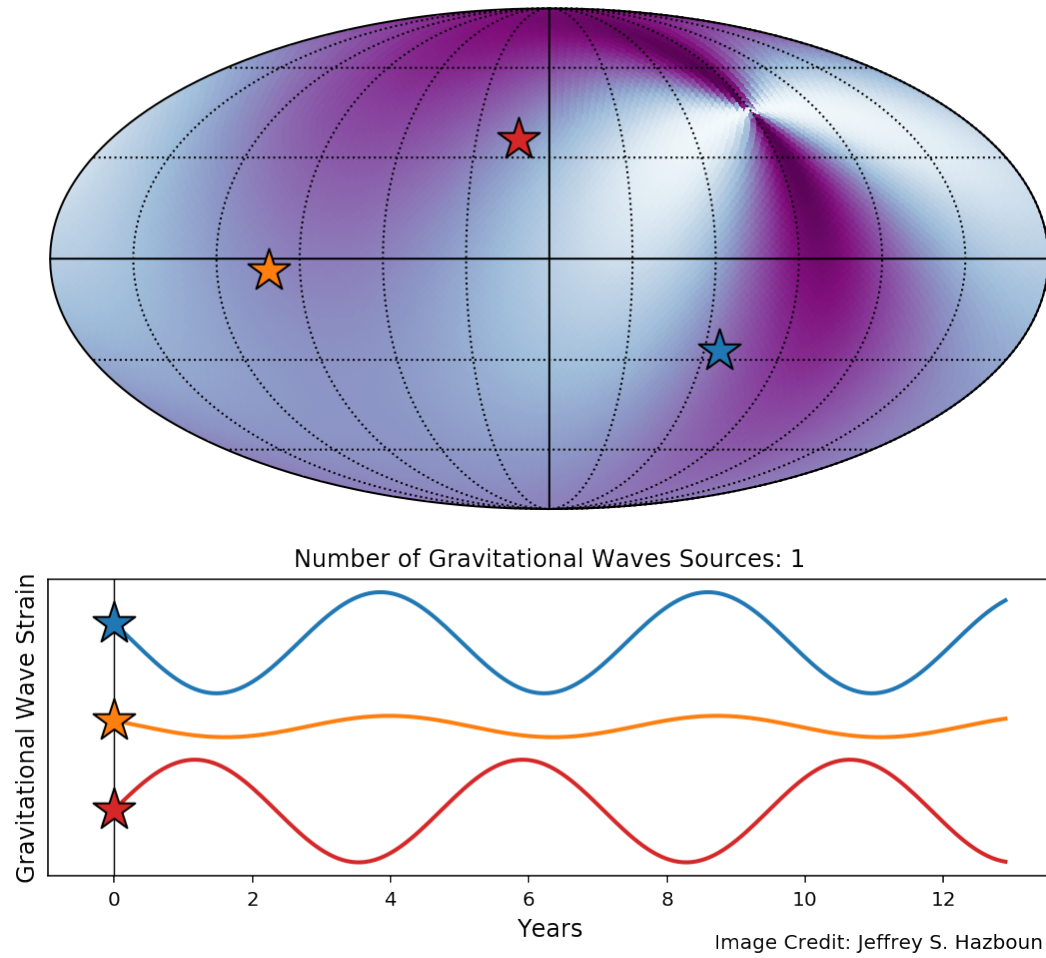 Number of Gravitational Waves Sources: 1
Gravitational Wave Strain
0 2 4 6 8 10 12
Years
Image Credit: Jeffrey S. Hazboun